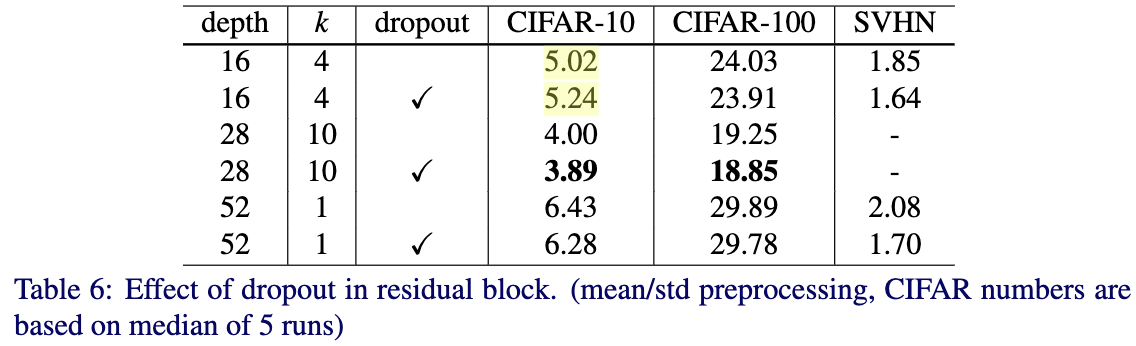 depth k dropout CIFAR-10 CIFAR-100 SVHN
16 4 5.02 24.03 1.85
16 4 ✓ 5.24 23.91 1.64
28 10 4.00 19.25 -
28 10 ✓ 3.89 18.85 -
52 1 6.43 29.89 2.08
52 1 ✓ 6.28 29.78 1.70
Table 6: Effect of dropout in residual block. (mean/std preprocessing, CIFAR numbers are
based on median of 5 runs)